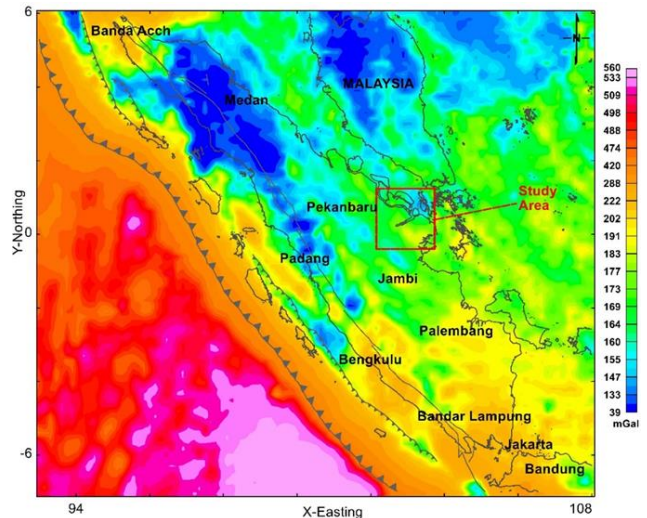 6
Banda Acch
N
MALAYSIA
Medan
Study
Area
Pekanbaru
0
Y-Northing
Padang
Jambi
Palembang
Bengkulu
Bandar Lampung
Jakarta
Bandung
-6
94
X-Easting
108
560
533
509
498
488
471
420
288
222
202
191
183
177
173
169
164
160
155
147
133
39
mGal